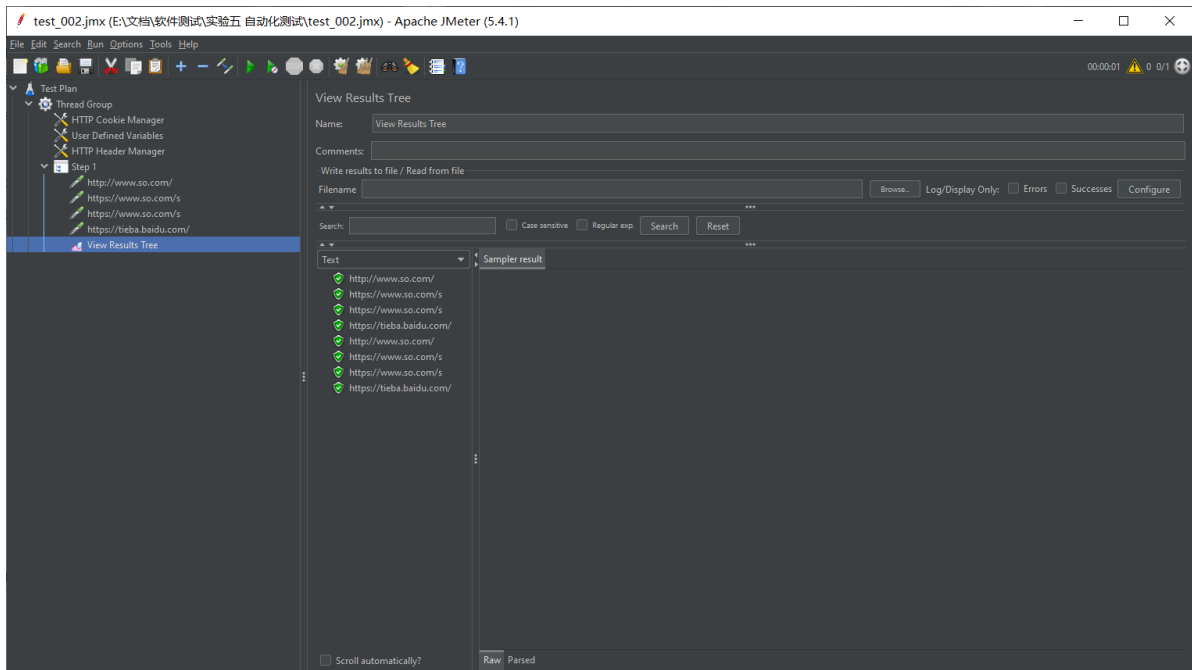 test_002.jmx (E:\文档\软件测试\实验五 自动化测试\test_002.jmx) - Apache JMeter (5.4.1)
File Edit Search Run Options Tools Help
00:00:01 0 0/1
Test Plan
Thread Group
HTTP Cookie Manager
User Defined Variables
HTTP Header Manager
Step 1
http://www.so.com/
https://www.so.com/s
https://www.so.com/s
https://tieba.baidu.com/
View Results Tree
View Results Tree
Name: View Results Tree
Comments:
Write results to file / Read from file
Filename Browse... Log/Display Only: Errors Successes Configure
Search: Case sensitive Regular exp. Search Reset
Text Sampler result
http://www.so.com/
https://www.so.com/s
https://www.so.com/s
https://tieba.baidu.com/
http://www.so.com/
https://www.so.com/s
https://www.so.com/s
https://tieba.baidu.com/
Scroll automatically? Raw Parsed